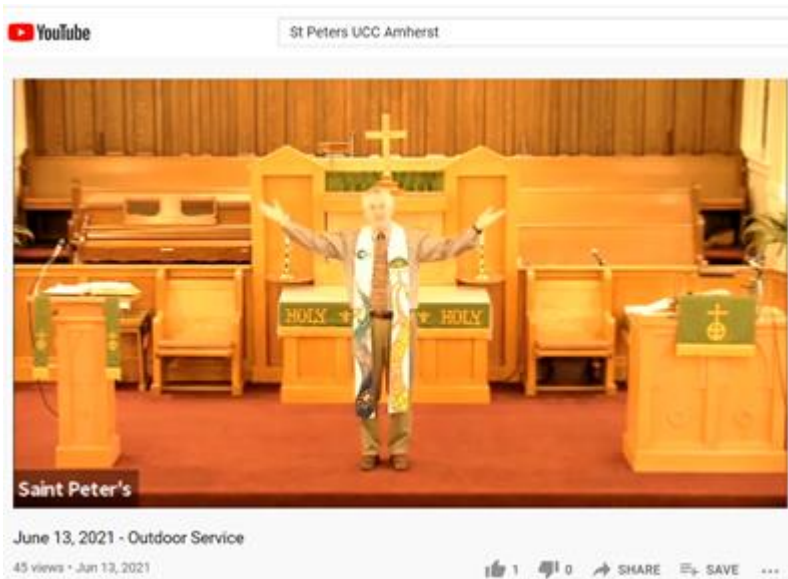 YouTube
St Peters UCC Amherst
HOLY HOLY
Saint Peter's
June 13, 2021 - Outdoor Service
45 views • Jun 13, 2021
1 0 SHARE SAVE ...